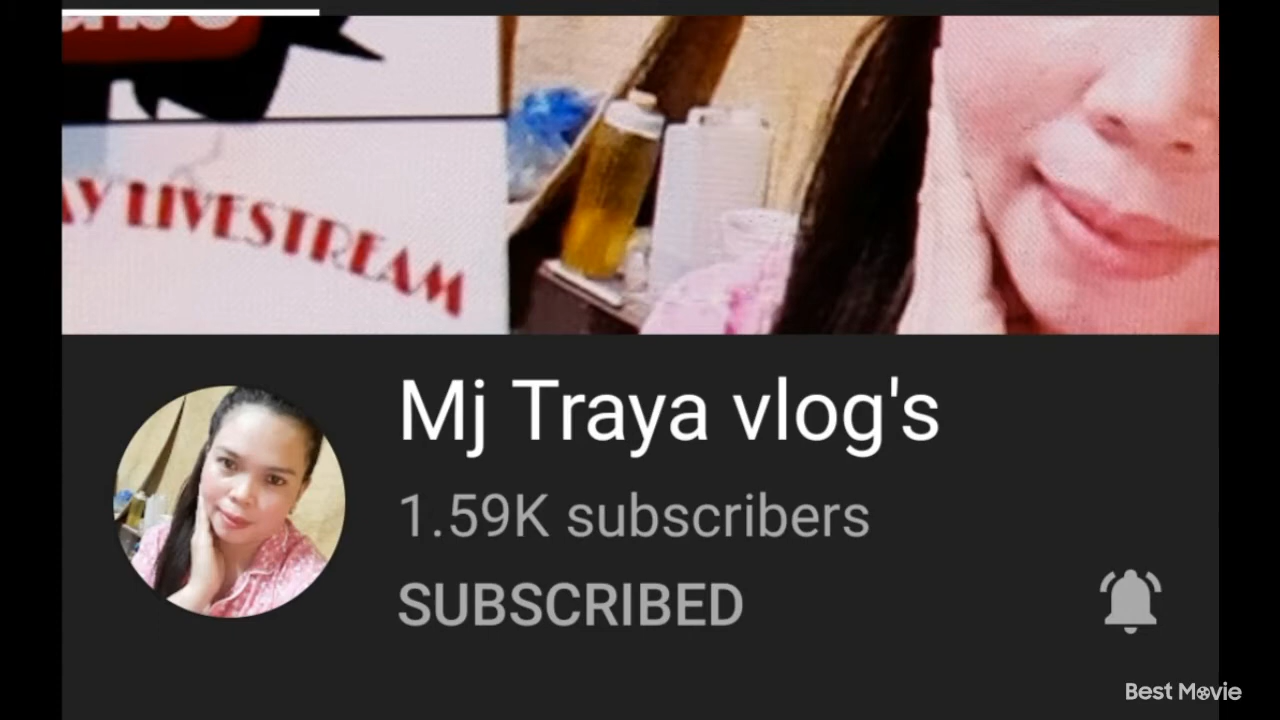 LIVESTREAM
Mj Traya vlog's
1.59K subscribers
SUBSCRIBED
Best Movie